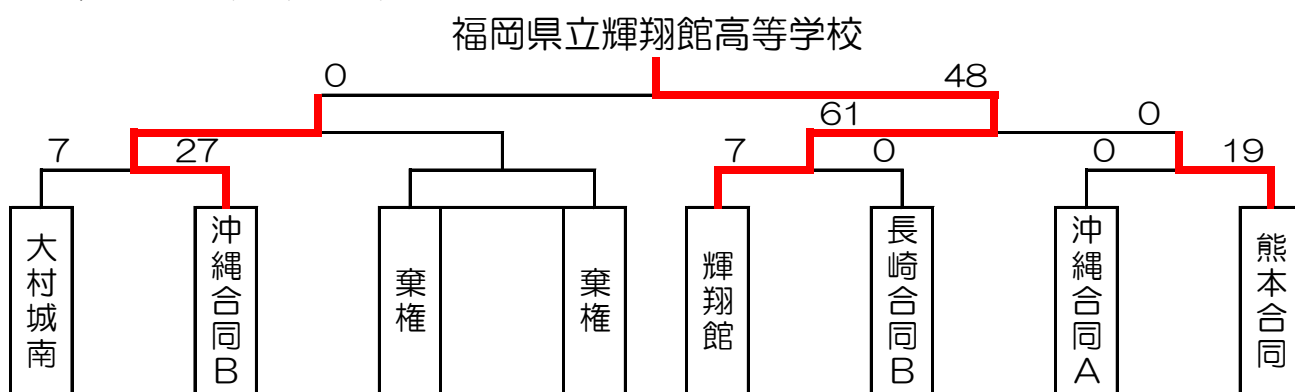 福岡県立輝翔館高等学校
0 48
61 0
7 27 7 0 0 19
大村城南
沖縄合同B
棄権
棄権
輝翔館
長崎合同B
沖縄合同A
熊本合同